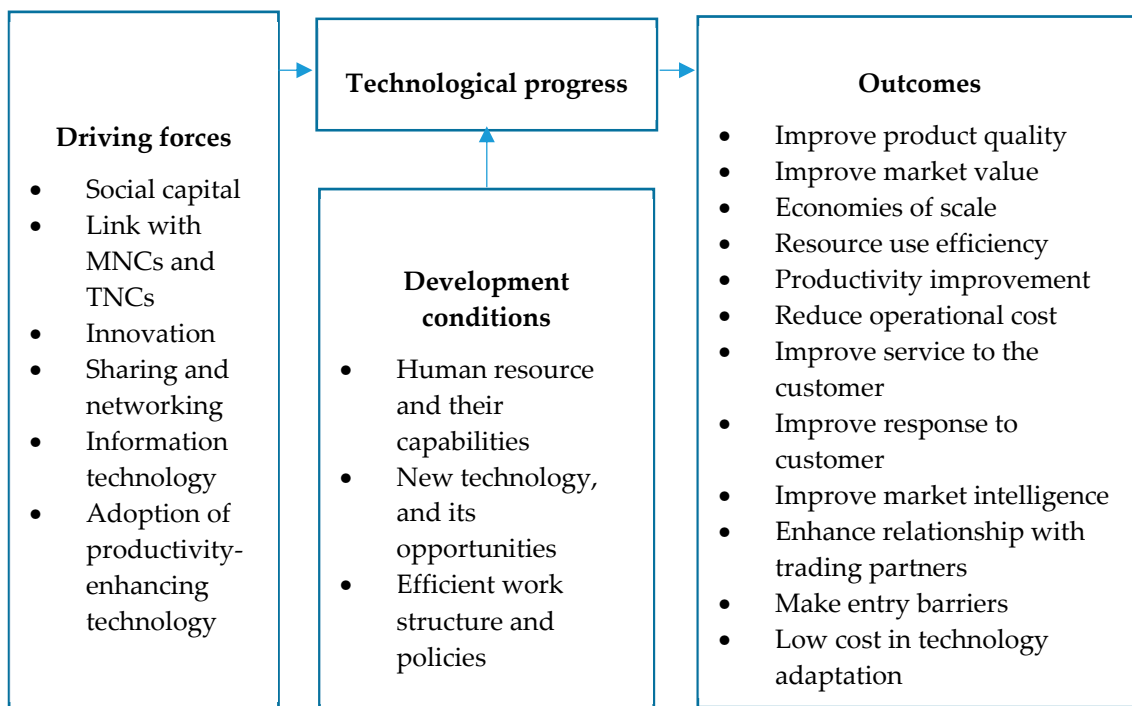 Driving forces
• Social capital
• Link with
MNCs and
TNCs
• Innovation
• Sharing and
networking
• Information
technology
• Adoption of
productivity-
enhancing
technology
Technological progress
Development
conditions
• Human resource
and their
capabilities
• New technology,
and its
opportunities
• Efficient work
structure and
policies
Outcomes
• Improve product quality
• Improve market value
• Economies of scale
• Resource use efficiency
• Productivity improvement
• Reduce operational cost
• Improve service to the
customer
• Improve response to
customer
• Improve market intelligence
• Enhance relationship with
trading partners
• Make entry barriers
• Low cost in technology
adaptation